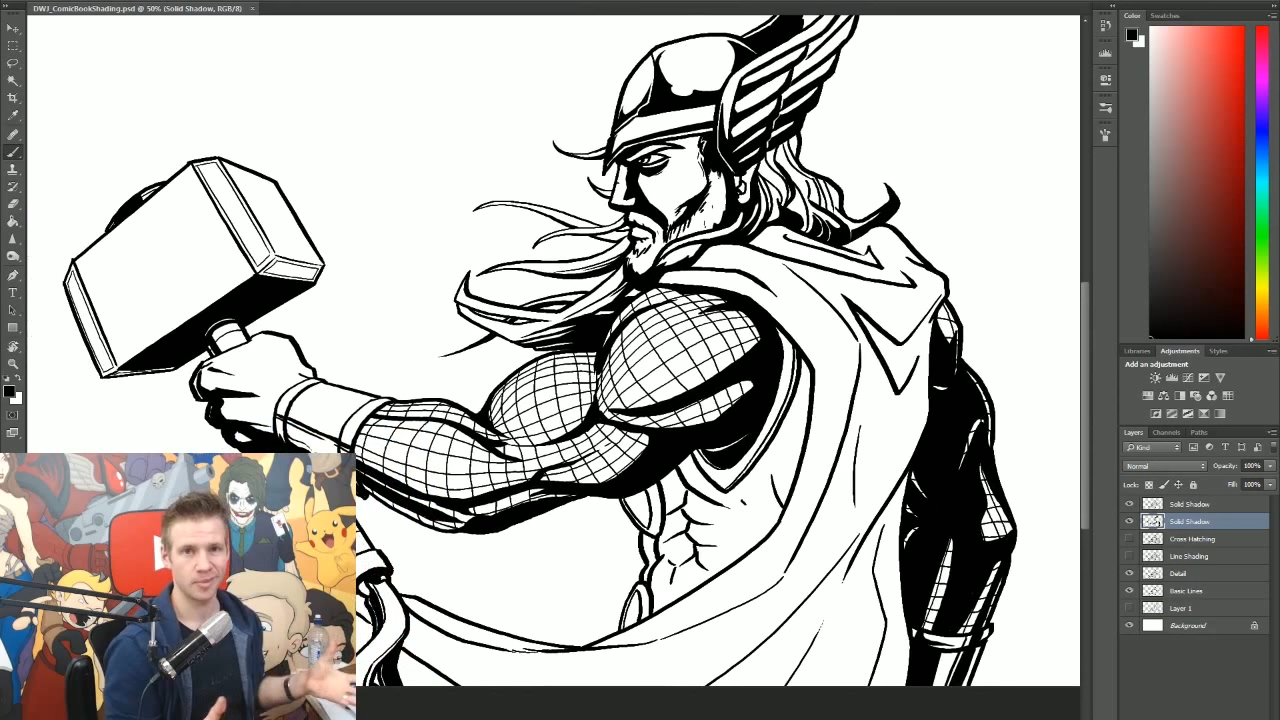 DWJ_ComicBookShading.psd @ 50% (Solid Shadow, RGB/8)
Color
Swatches
Libraries
Adjustments
Styles
Add an adjustment
Layers
Channels
Paths
Kind
Normal
Opacity: 100%
Lock:
Fill: 100%
Solid Shadow
Solid Shadow
Cross Hatching
Line Shading
Detail
Basic Lines
Layer 1
Background